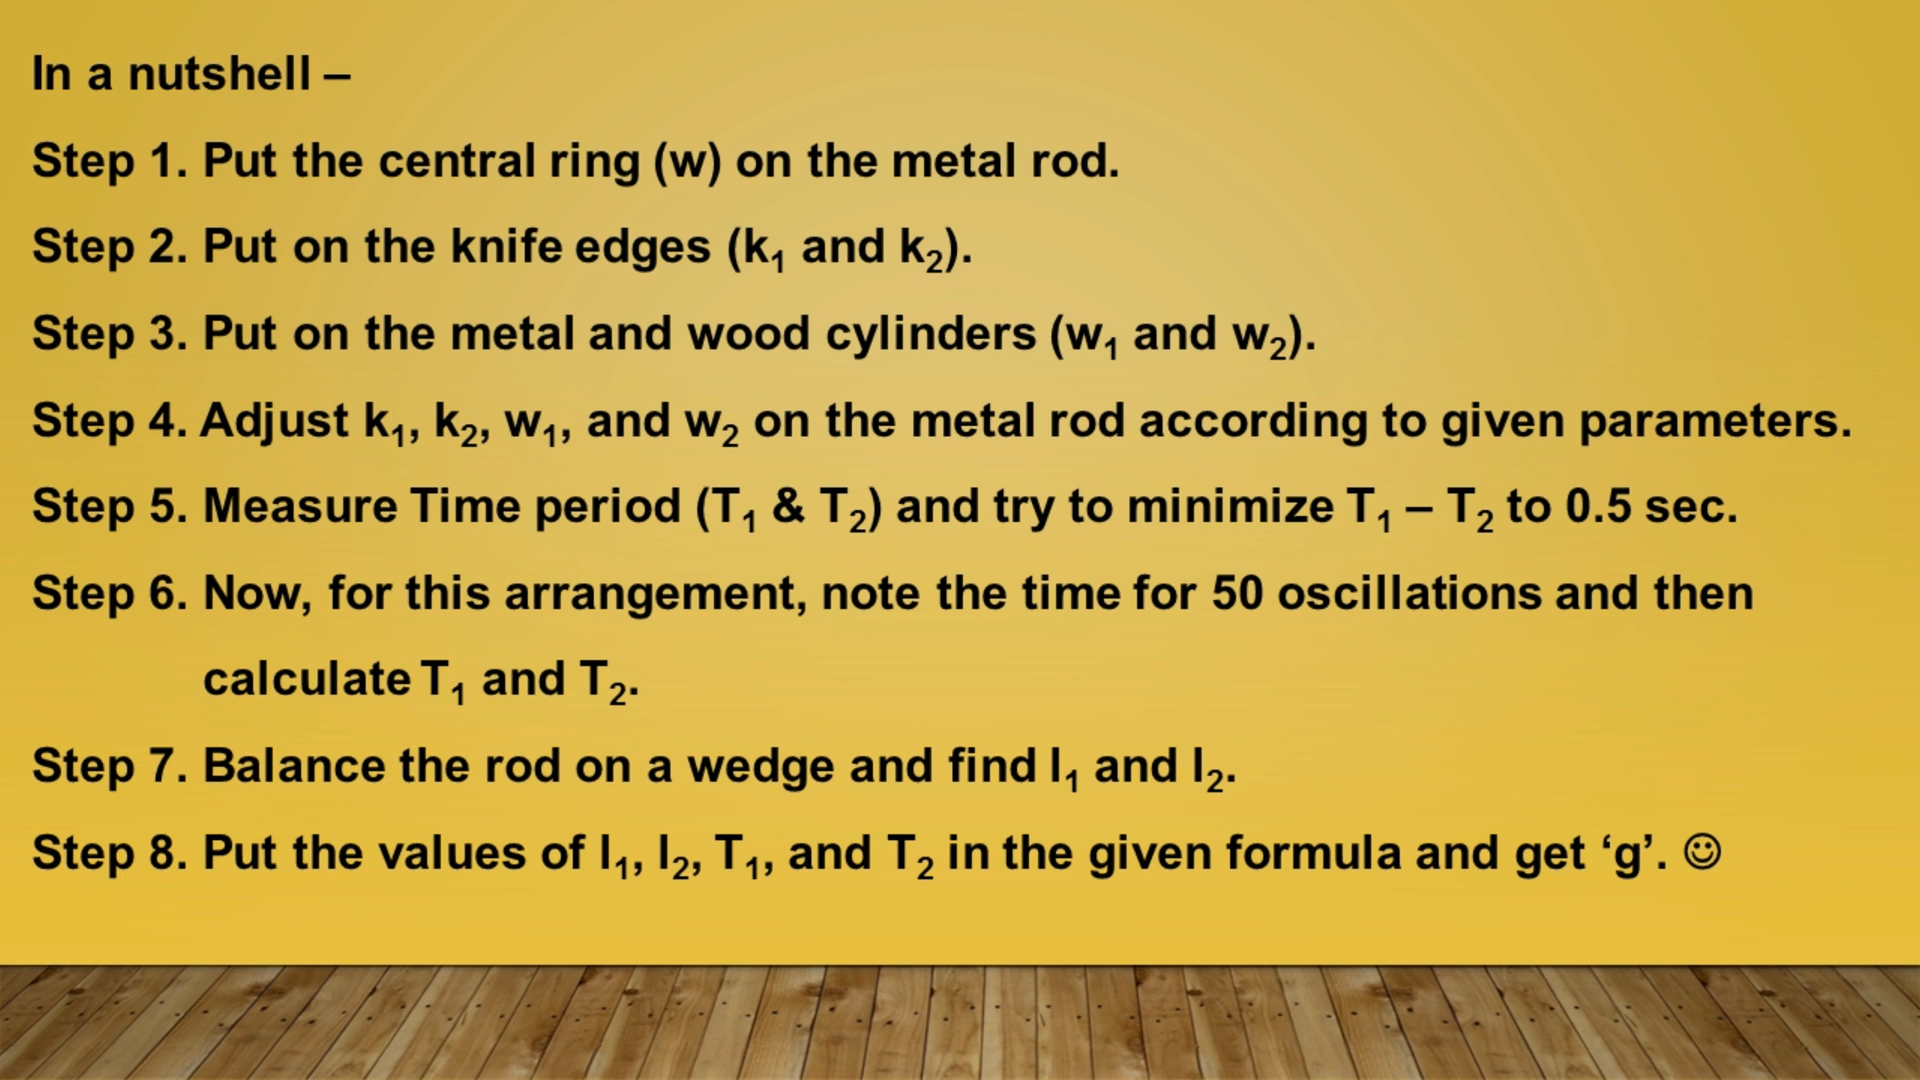 In a nutshell –
Step 1. Put the central ring (w) on the metal rod.
Step 2. Put on the knife edges (k₁ and k₂).
Step 3. Put on the metal and wood cylinders (w₁ and w₂).
Step 4. Adjust k₁, k₂, w₁, and w₂ on the metal rod according to given parameters.
Step 5. Measure Time period (T₁ & T₂) and try to minimize T₁ – T₂ to 0.5 sec.
Step 6. Now, for this arrangement, note the time for 50 oscillations and then
calculate T₁ and T₂.
Step 7. Balance the rod on a wedge and find l₁ and l₂.
Step 8. Put the values of l₁, l₂, T₁, and T₂ in the given formula and get ‘g’. ☺